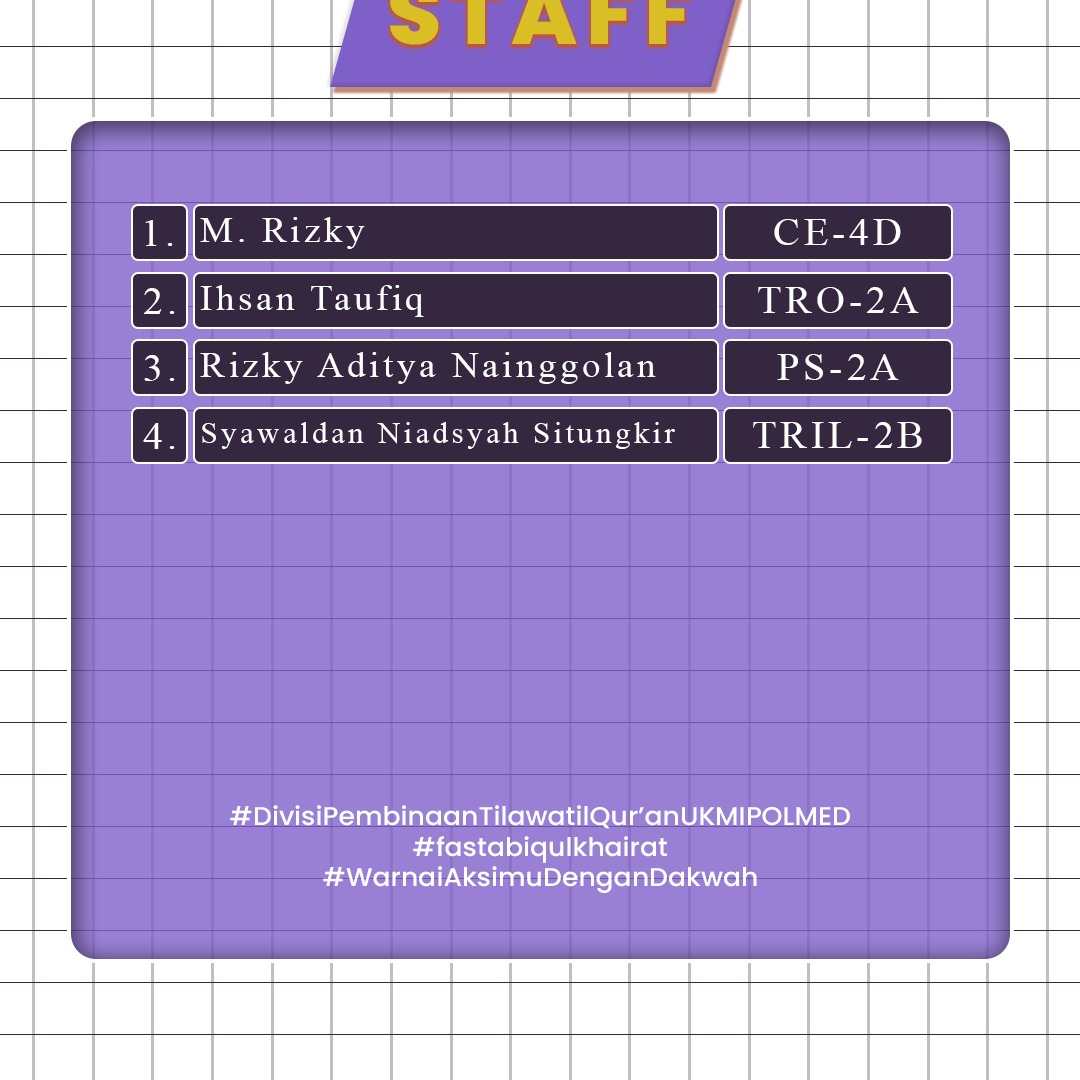 STAFF
1. M. Rizky CE-4D
2. Ihsan Taufiq TRO-2A
3. Rizky Aditya Nainggolan PS-2A
4. Syawaldan Niadsyah Situngkir TRIL-2B
#DivisiPembinaanTilawatilQur’anUKMIPOLMED
#fastabiqulkhairat
#WarnaiAksimuDenganDakwah